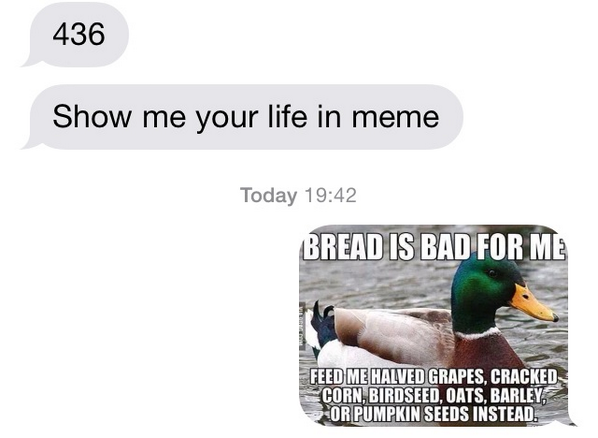 436
Show me your life in meme
Today 19:42
BREAD IS BAD FOR ME
FEED ME HALVED GRAPES, CRACKED
CORN, BIRDSEED, OATS, BARLEY,
OR PUMPKIN SEEDS INSTEAD.